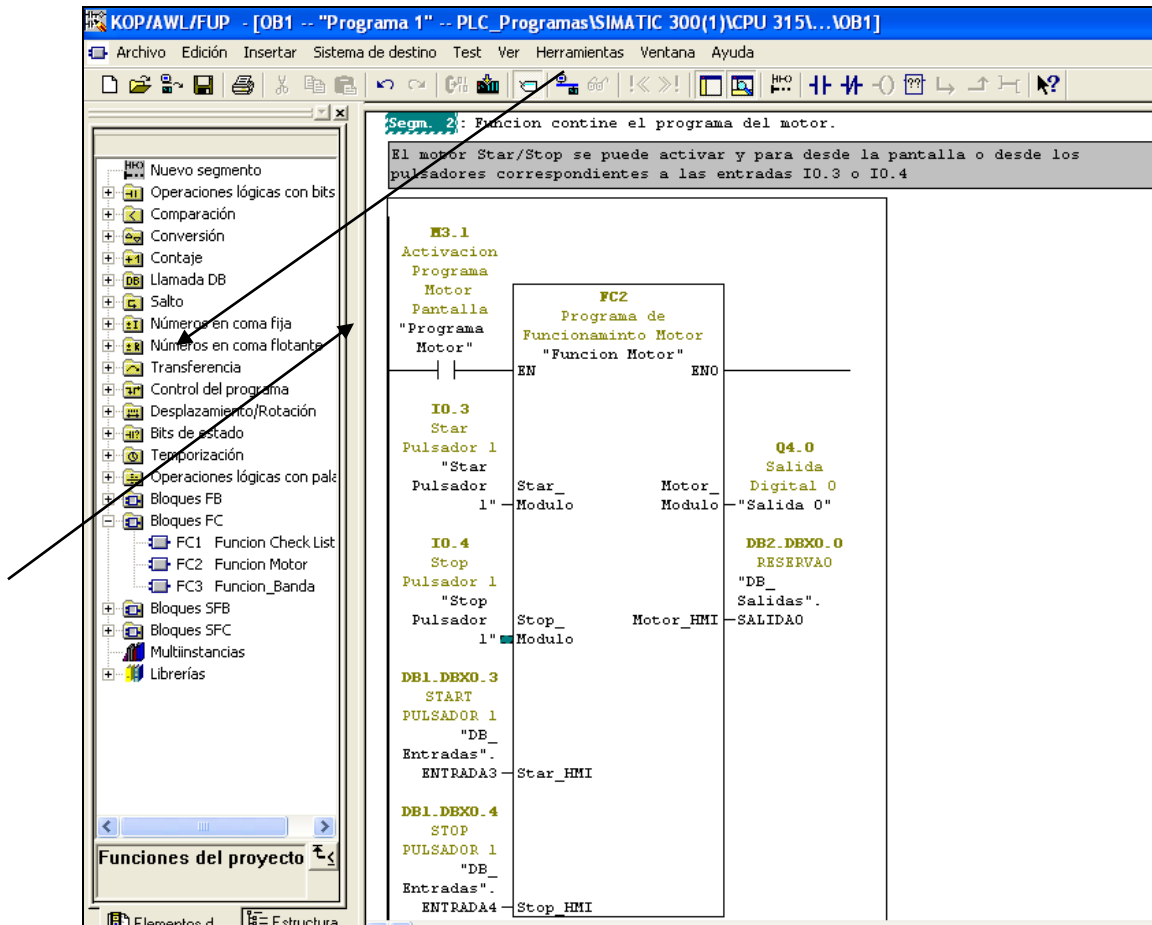 KOP/AWL/FUP - [OB1 -- "Programa 1" -- PLC_Programas\SIMATIC 300(1)\CPU 315\...\OB1]
Archivo Edición Insertar Sistema de destino Test Ver Herramientas Ventana Ayuda
Nuevo segmento
Operaciones lógicas con bits
Comparación
Conversión
Contaje
Llamada DB
Salto
Números en coma fija
Números en coma flotante
Transferencia
Control del programa
Desplazamiento/Rotación
Bits de estado
Temporización
Operaciones lógicas con pala
Bloques FB
Bloques FC
FC1 Funcion Check List
FC2 Funcion Motor
FC3 Funcion_Banda
Bloques SFB
Bloques SFC
Multiinstancias
Librerías
Funciones del proyecto
Elementos d
Estructura
Segm. 2: Funcion contine el programa del motor.
El motor Star/Stop se puede activar y para desde la pantalla o desde los
pulsadores correspondientes a las entradas I0.3 o I0.4
M3.1
Activacion
Programa
Motor
Pantalla
"Programa
Motor"
FC2
Programa de
Funcionaminto Motor
"Funcion Motor"
EN ENO
I0.3
Star
Pulsador 1
"Star
Pulsador
1"
Star_
Modulo
Motor_
Modulo
Q4.0
Salida
Digital 0
"Salida 0"
I0.4
Stop
Pulsador 1
"Stop
Pulsador
1"
Stop_
Modulo
Motor_HMI
DB2.DBX0.0
RESERVA0
"DB_
Salidas".
SALIDA0
DB1.DBX0.3
START
PULSADOR 1
"DB_
Entradas".
ENTRADA3
Star_HMI
DB1.DBX0.4
STOP
PULSADOR 1
"DB_
Entradas".
ENTRADA4
Stop_HMI